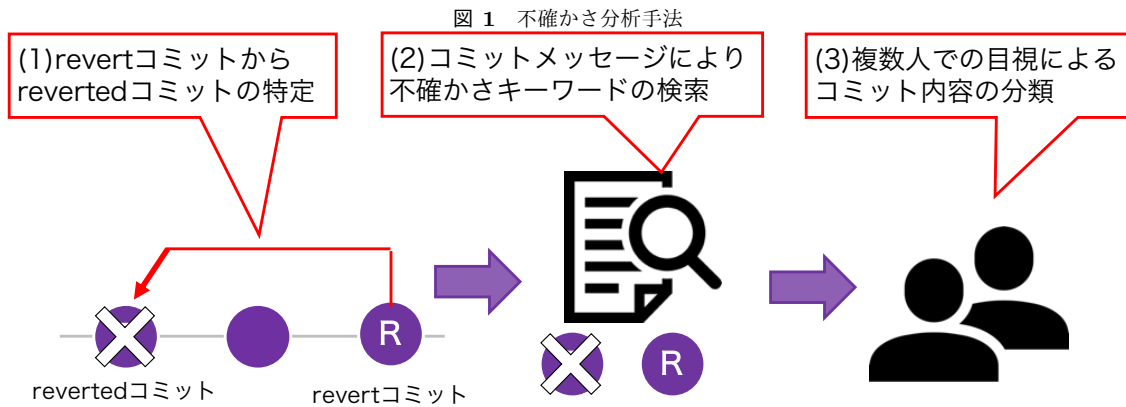 図 1 不確かさ分析手法
(1)revertコミットから
revertedコミットの特定
(2)コミットメッセージにより
不確かさキーワードの検索
(3)複数人での目視による
コミット内容の分類
R
revertedコミット
revertコミット
R